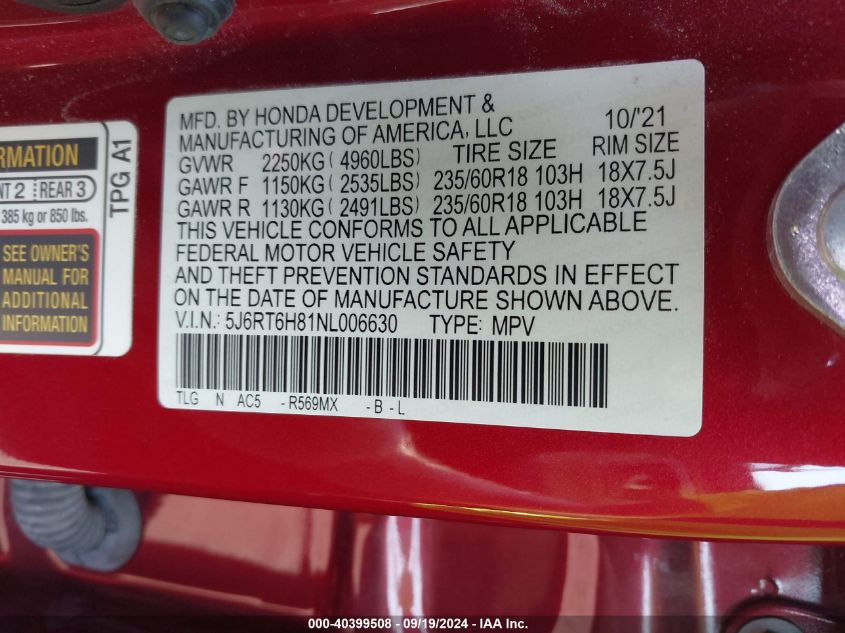 RMATION
NT 2 REAR 3
385 kg or 850 lbs.
SEE OWNER'S
MANUAL FOR
ADDITIONAL
INFORMATION
TPG A1
MFD. BY HONDA DEVELOPMENT & 10/'21
MANUFACTURING OF AMERICA, LLC
GVWR 2250KG ( 4960LBS) TIRE SIZE RIM SIZE
GAWR F 1150KG ( 2535LBS) 235/60R18 103H 18X7.5J
GAWR R 1130KG ( 2491LBS) 235/60R18 103H 18X7.5J
THIS VEHICLE CONFORMS TO ALL APPLICABLE
FEDERAL MOTOR VEHICLE SAFETY
AND THEFT PREVENTION STANDARDS IN EFFECT
ON THE DATE OF MANUFACTURE SHOWN ABOVE.
V.I.N.: 5J6RT6H81NL006630 TYPE: MPV
TLG N AC5 - R569MX - B - L
000-40399508 - 09/19/2024 - IAA Inc.